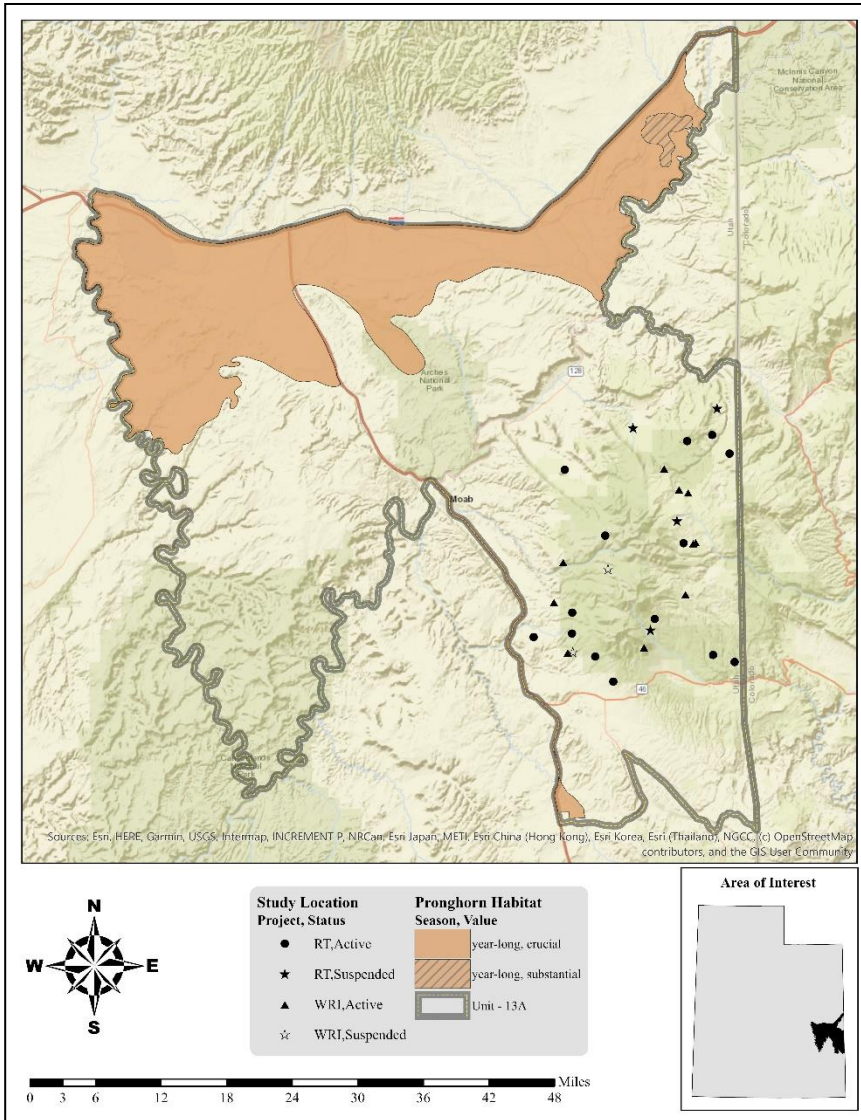 McInnis Canyon
National
Conservation Area
Utah
Colorado
Arches
National
Park
128
Moab
46
Utah
Colorado
Sources: Esri, HERE, Garmin, USGS, Intermap, INCREMENT P, NRCan, Esri Japan, METI, Esri China (Hong Kong), Esri Korea, Esri (Thailand), NGCC, (c) OpenStreetMap
contributors, and the GIS User Community
N
W E
S
Study Location
Project, Status
RT,Active
RT,Suspended
WRI,Active
WRI,Suspended
Pronghorn Habitat
Season, Value
year-long, crucial
year-long, substantial
Unit - 13A
Area of Interest
0 3 6 12 18 24 30 36 42 48
Miles